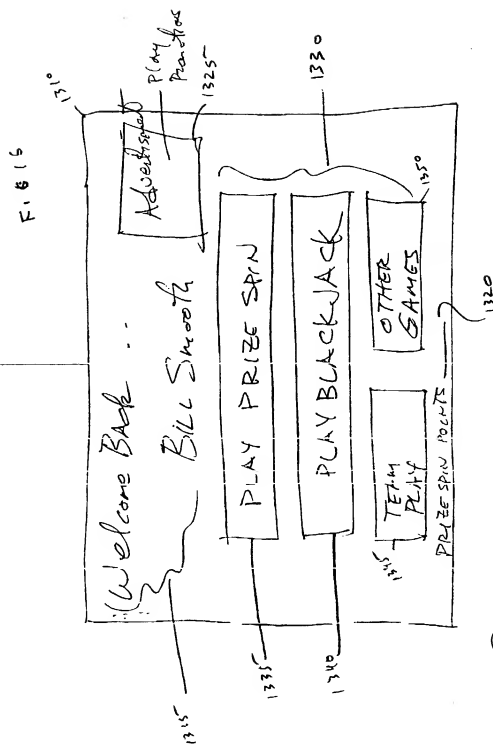 FIG 15
1310
Welcome Back ...
Bill Smooth
1315
Advertisement
Play
Promotion
1325
PLAY PRIZE SPIN
1335
PLAY BLACKJACK
1340
1330
TEAM
PLAY
1345
OTHER
GAMES
1350
PRIZE SPIN POINTS
1320